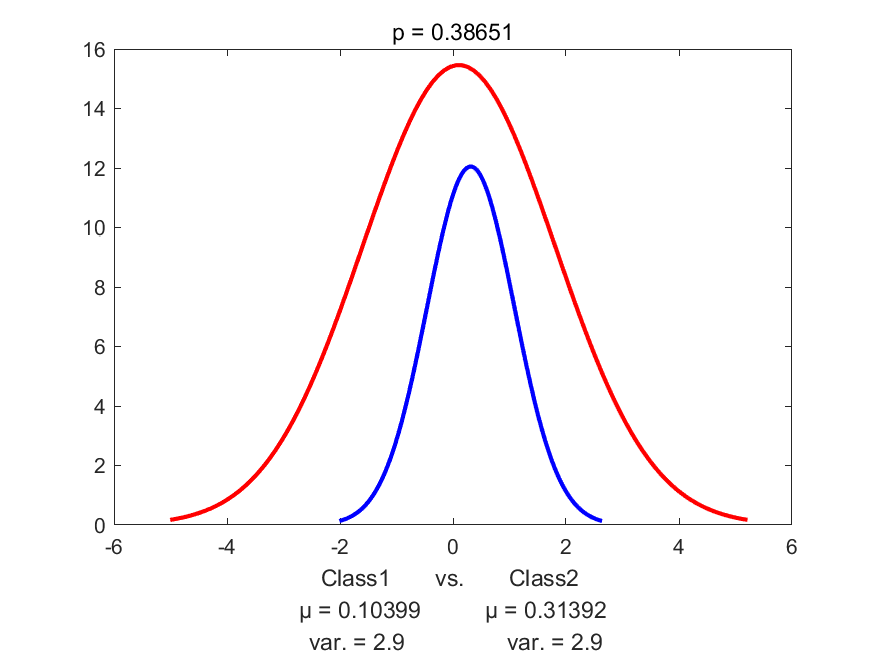 p = 0.38651
16
14
12
10
8
6
4
2
0
-6 -4 -2 0 2 4 6
Class1 vs. Class2
μ = 0.10399 μ = 0.31392
var. = 2.9 var. = 2.9